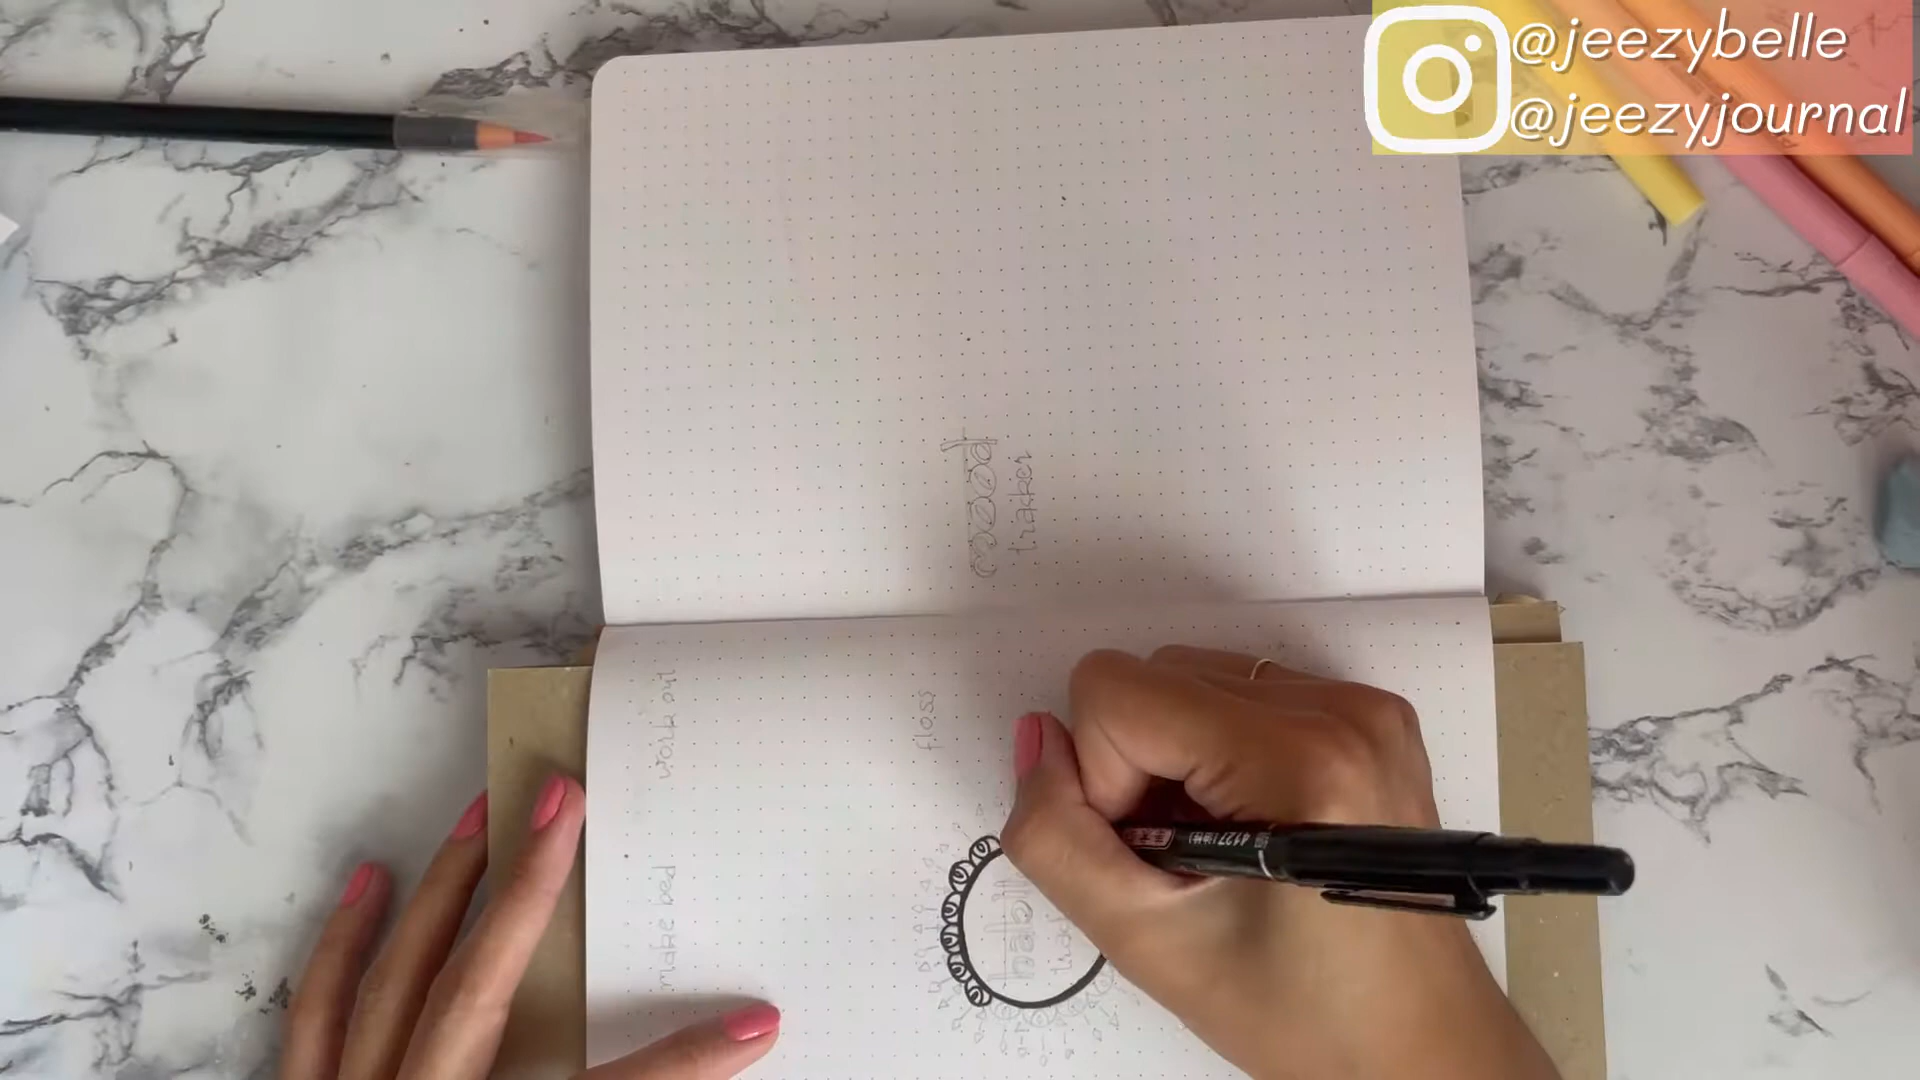 @jeezybelle
@jeezyjournal
mood
tracker
work out
floss
make bed
habit